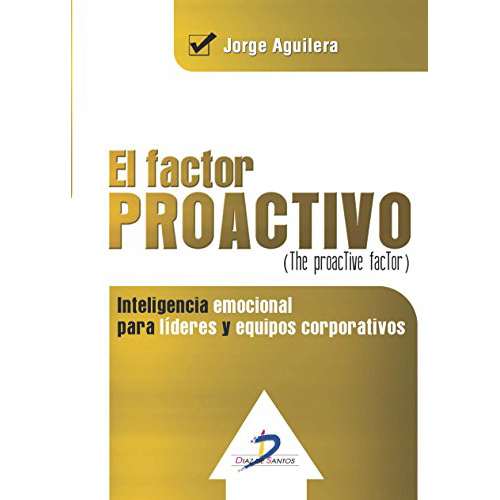 Jorge Aguilera
El factor
PROACTIVO
(The proacTive facTor)
Inteligencia emocional
para líderes y equipos corporativos
DIAZ DE SANTOS